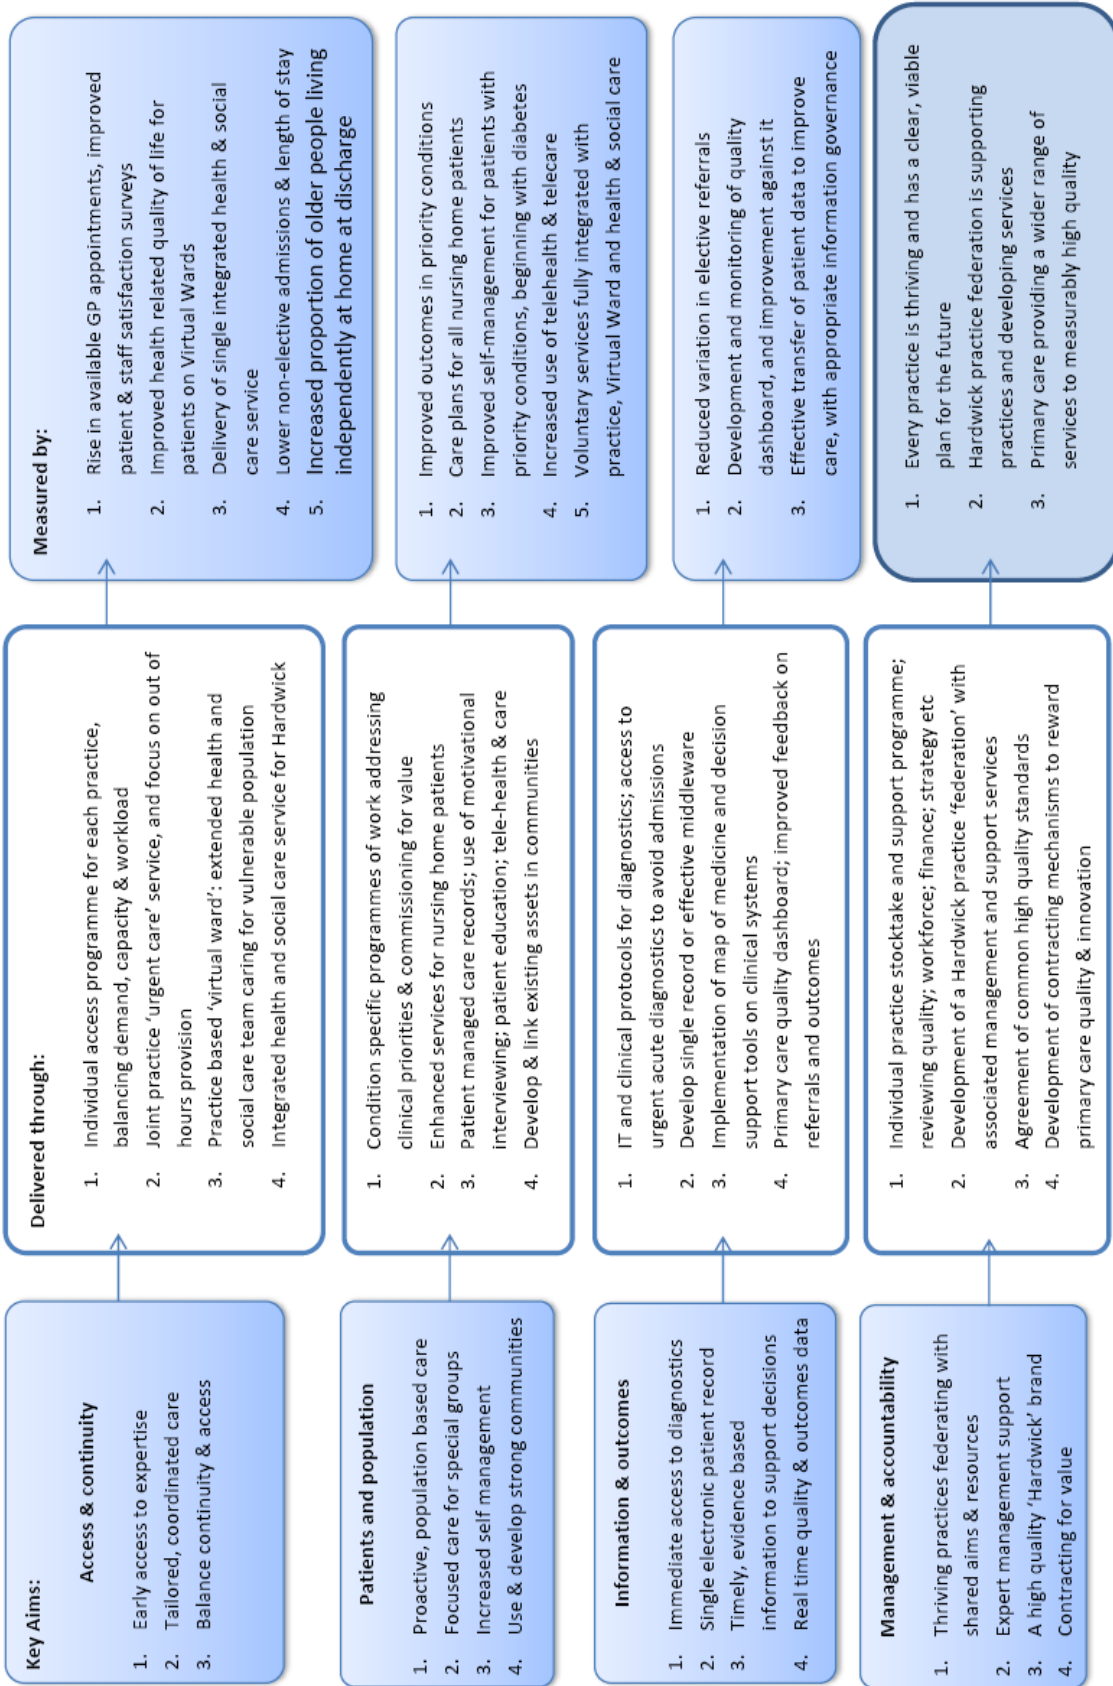 Key Aims:
Access & continuity
1. Early access to expertise
2. Tailored, coordinated care
3. Balance continuity & access
Delivered through:
1. Individual access programme for each practice,
balancing demand, capacity & workload
2. Joint practice ‘urgent care’ service, and focus on out of
hours provision
3. Practice based ‘virtual ward’: extended health and
social care team caring for vulnerable population
4. Integrated health and social care service for Hardwick
Measured by:
1. Rise in available GP appointments, improved
patient & staff satisfaction surveys
2. Improved health related quality of life for
patients on Virtual Wards
3. Delivery of single integrated health & social
care service
4. Lower non-elective admissions & length of stay
5. Increased proportion of older people living
independently at home at discharge
Patients and population
1. Proactive, population based care
2. Focused care for special groups
3. Increased self management
4. Use & develop strong communities
1. Condition specific programmes of work addressing
clinical priorities & commissioning for value
2. Enhanced services for nursing home patients
3. Patient managed care records; use of motivational
interviewing; patient education; tele-health & care
4. Develop & link existing assets in communities
1. Improved outcomes in priority conditions
2. Care plans for all nursing home patients
3. Improved self-management for patients with
priority conditions, beginning with diabetes
4. Increased use of telehealth & telecare
5. Voluntary services fully integrated with
practice, Virtual Ward and health & social care
Information & outcomes
1. Immediate access to diagnostics
2. Single electronic patient record
3. Timely, evidence based
information to support decisions
4. Real time quality & outcomes data
1. IT and clinical protocols for diagnostics; access to
urgent acute diagnostics to avoid admissions
2. Develop single record or effective middleware
3. Implementation of map of medicine and decision
support tools on clinical systems
4. Primary care quality dashboard; improved feedback on
referrals and outcomes
1. Reduced variation in elective referrals
2. Development and monitoring of quality
dashboard, and improvement against it
3. Effective transfer of patient data to improve
care, with appropriate information governance
Management & accountability
1. Thriving practices federating with
shared aims & resources
2. Expert management support
3. A high quality ‘Hardwick’ brand
4. Contracting for value
1. Individual practice stocktake and support programme;
reviewing quality; workforce; finance; strategy etc
2. Development of a Hardwick practice ‘federation’ with
associated management and support services
3. Agreement of common high quality standards
4. Development of contracting mechanisms to reward
primary care quality & innovation
1. Every practice is thriving and has a clear, viable
plan for the future
2. Hardwick practice federation is supporting
practices and developing services
3. Primary care providing a wider range of
services to measurably high quality